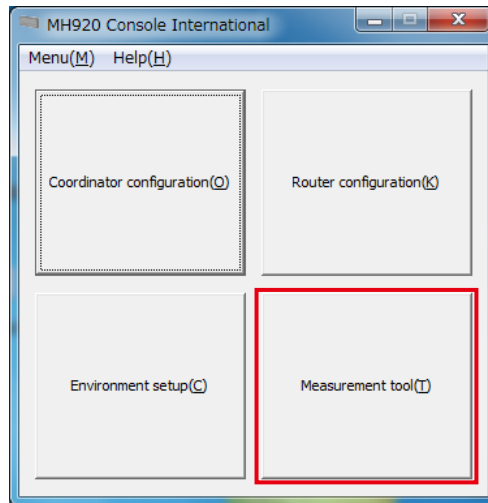 MH920 Console International
Menu(M) Help(H)
Coordinator configuration(O)
Router configuration(K)
Environment setup(C)
Measurement tool(T)